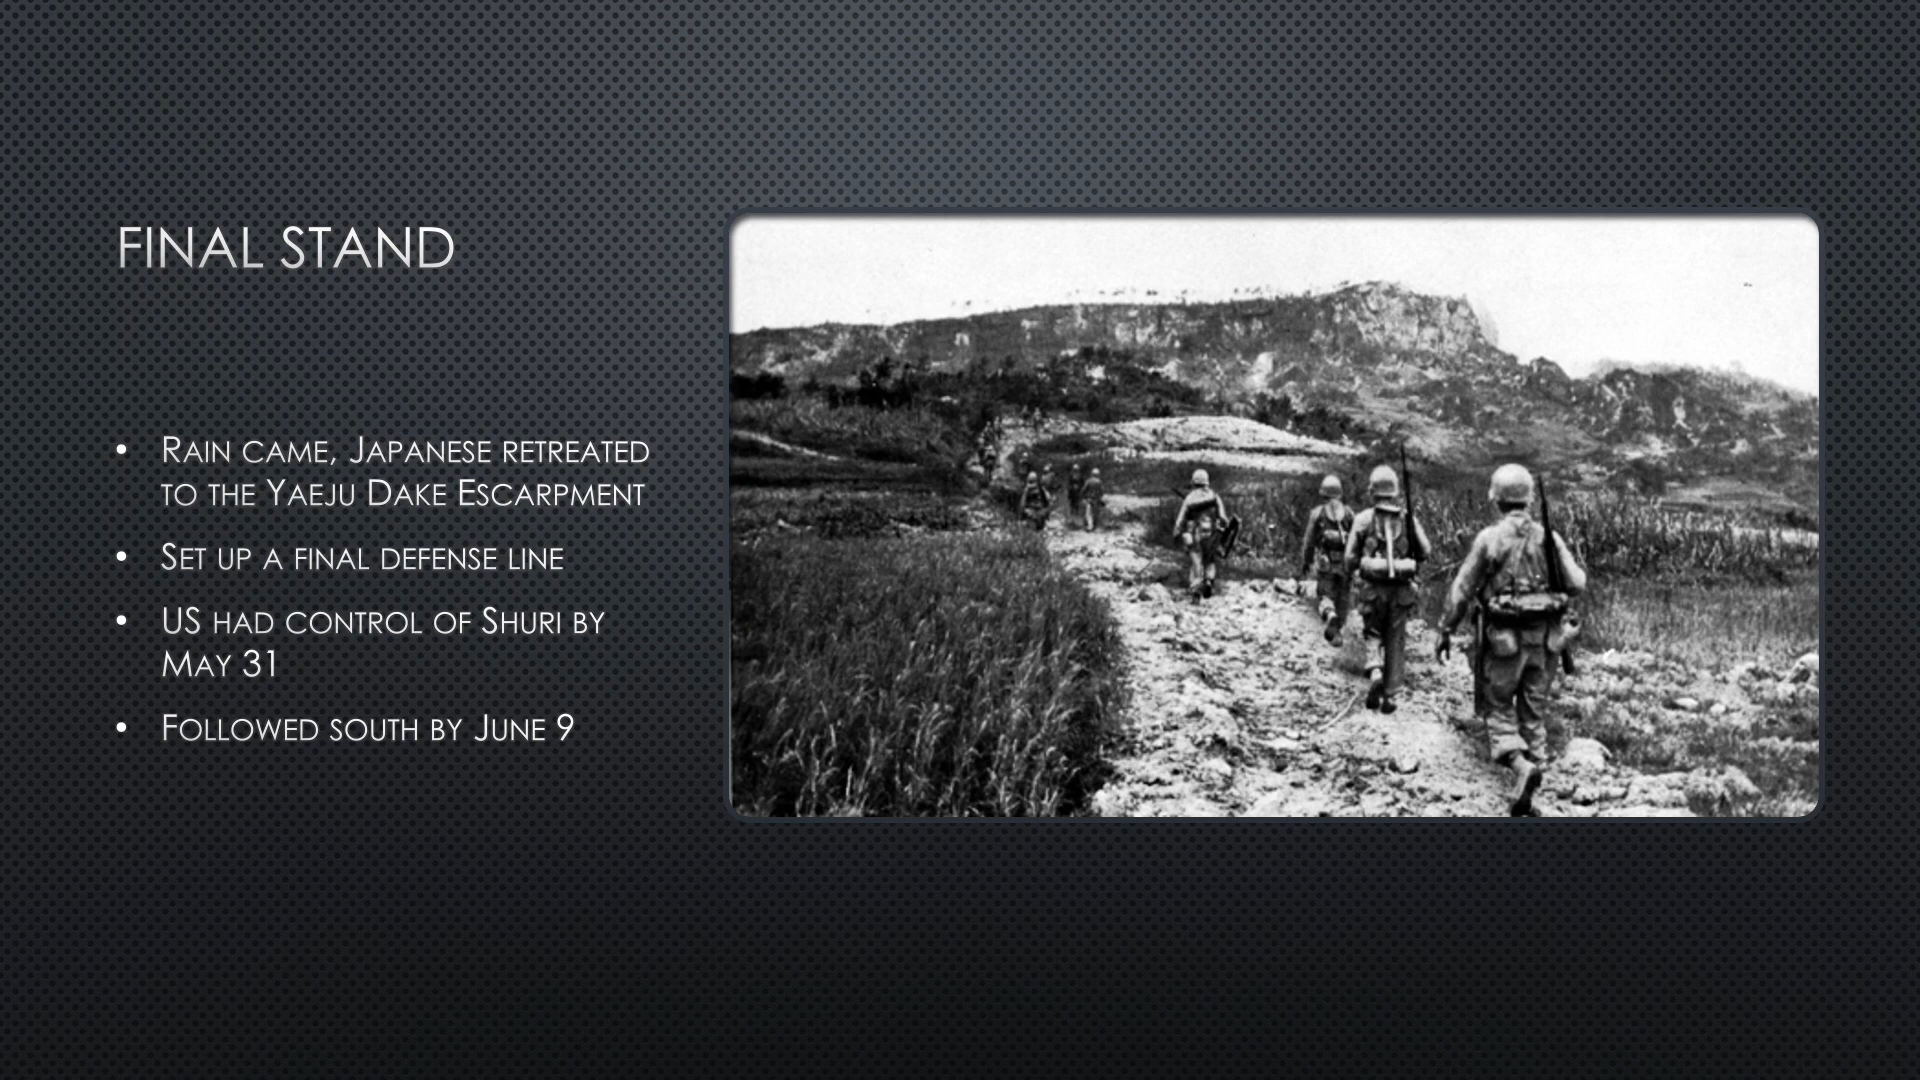 FINAL STAND
• RAIN CAME, JAPANESE RETREATED
TO THE YAEJU DAKE ESCARPMENT
• SET UP A FINAL DEFENSE LINE
• US HAD CONTROL OF SHURI BY
MAY 31
• FOLLOWED SOUTH BY JUNE 9